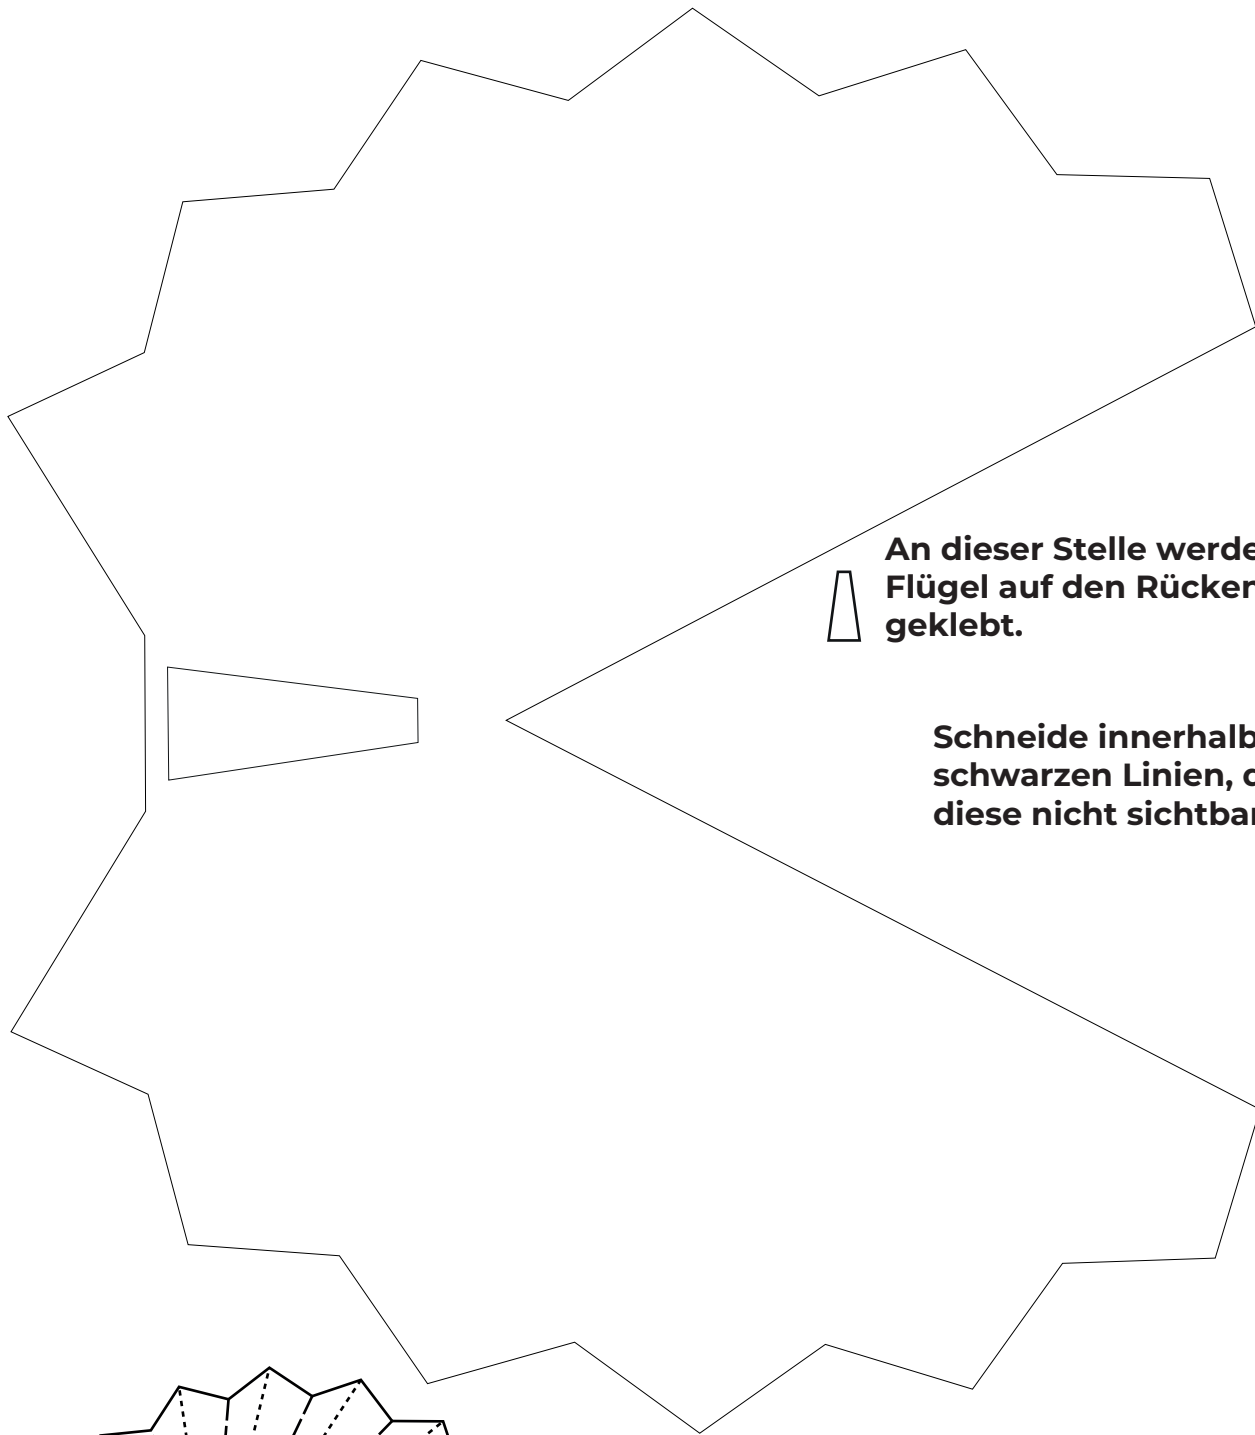 An dieser Stelle werde
Flügel auf den Rücken
geklebt.
Schneide innerhalb
schwarzen Linien,
diese nicht sichtbar